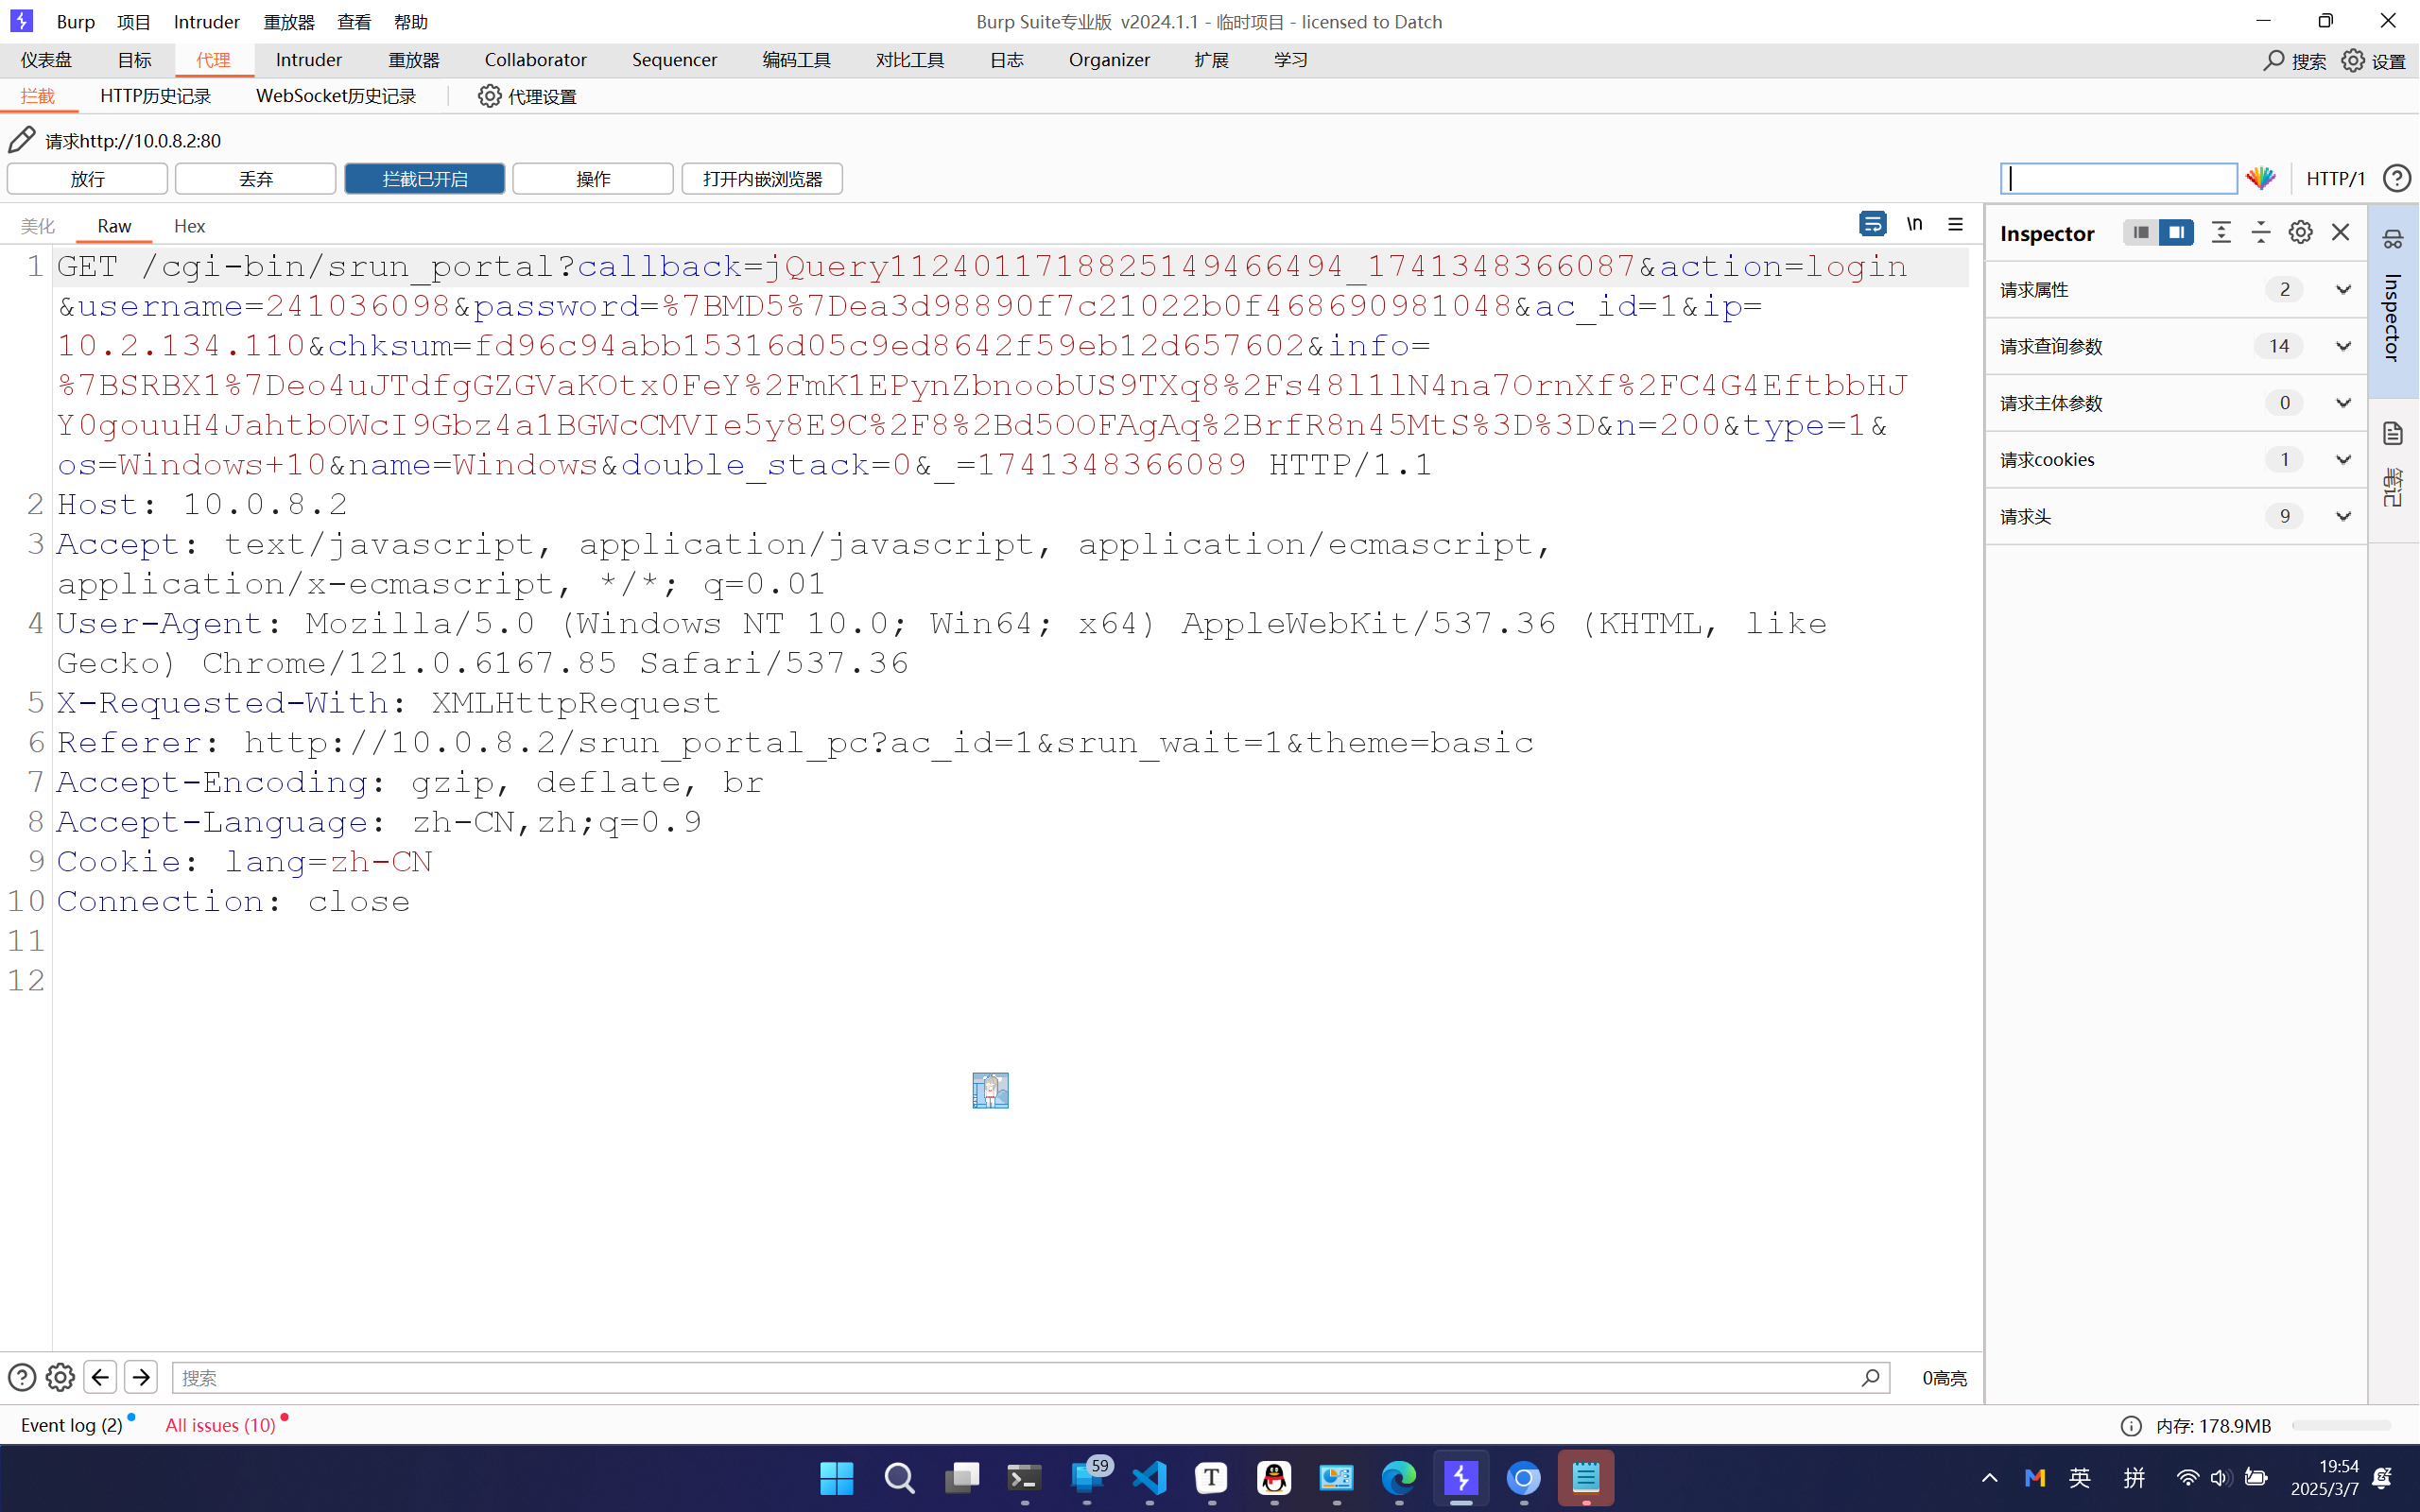 Burp 项目 Intruder 重放器 查看 帮助 Burp Suite专业版 v2024.1.1 - 临时项目 - licensed to Datch
仪表盘 目标 代理 Intruder 重放器 Collaborator Sequencer 编码工具 对比工具 日志 Organizer 扩展 学习 搜索 设置
拦截 HTTP历史记录 WebSocket历史记录 代理设置
请求http://10.0.8.2:80
放行 丢弃 拦截已开启 操作 打开内嵌浏览器 HTTP/1
美化 Raw Hex \n
1 GET /cgi-bin/srun_portal?callback=jQuery1124011718825149466494_1741348366087&action=login
&username=241036098&password=%7BMD5%7Dea3d98890f7c21022b0f468690981048&ac_id=1&ip=
10.2.134.110&chksum=fd96c94abb15316d05c9ed8642f59eb12d657602&info=
%7BSRBX1%7Deo4uJTdfgGZGVaKOtx0FeY%2FmK1EPynZbnoobUS9TXq8%2Fs48l1lN4na7OrnXf%2FC4G4EftbbHJ
Y0gouuH4JahtbOWcI9Gbz4a1BGWcCMVIe5y8E9C%2F8%2Bd5OOFAgAq%2BrfR8n45MtS%3D%3D&n=200&type=1&
os=Windows+10&name=Windows&double_stack=0&_=1741348366089 HTTP/1.1
2 Host: 10.0.8.2
3 Accept: text/javascript, application/javascript, application/ecmascript,
application/x-ecmascript, */*; q=0.01
4 User-Agent: Mozilla/5.0 (Windows NT 10.0; Win64; x64) AppleWebKit/537.36 (KHTML, like
Gecko) Chrome/121.0.6167.85 Safari/537.36
5 X-Requested-With: XMLHttpRequest
6 Referer: http://10.0.8.2/srun_portal_pc?ac_id=1&srun_wait=1&theme=basic
7 Accept-Encoding: gzip, deflate, br
8 Accept-Language: zh-CN,zh;q=0.9
9 Cookie: lang=zh-CN
10 Connection: close
11
12
Inspector
请求属性 2
请求查询参数 14
请求主体参数 0
请求cookies 1
请求头 9
Inspector
笔记
搜索 0高亮
Event log (2) All issues (10) 内存: 178.9MB
59 T 英 拼 19:54
2025/3/7